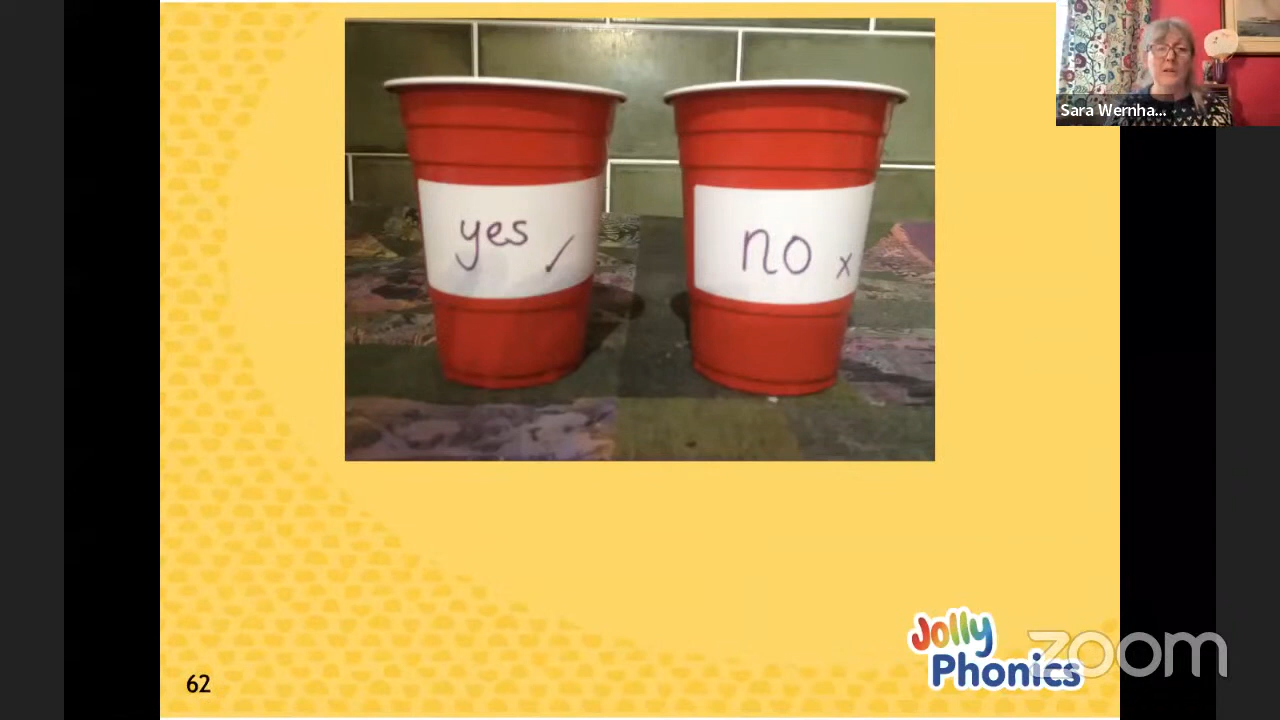 Sara Wernha...
yes ✓
no x
62
Jolly
Phonics
zoom